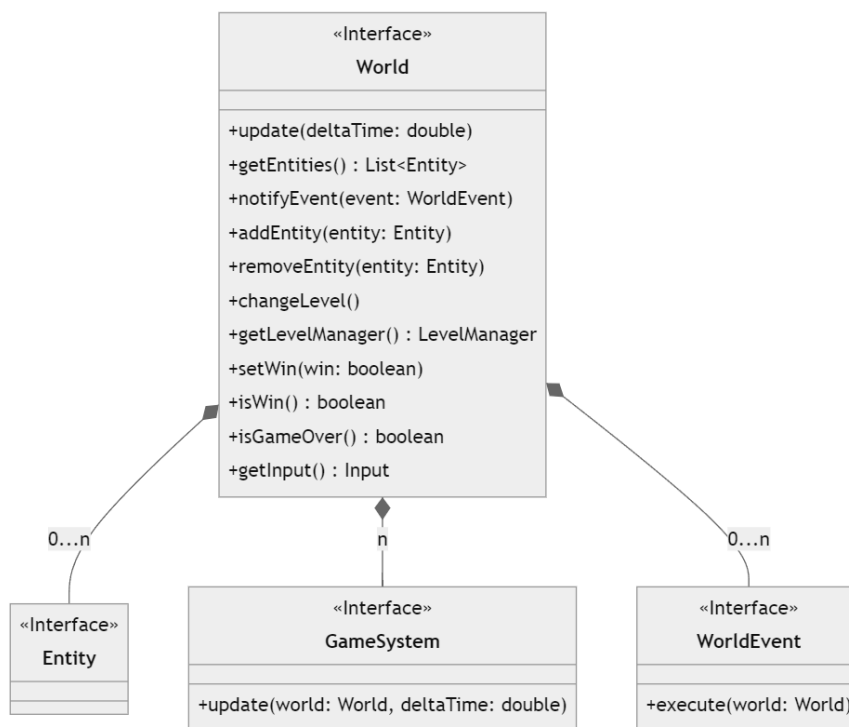 «Interface»
World
+update(deltaTime: double)
+getEntities() : List<Entity>
+notifyEvent(event: WorldEvent)
+addEntity(entity: Entity)
+removeEntity(entity: Entity)
+changeLevel()
+getLevelManager() : LevelManager
+setWin(win: boolean)
+isWin() : boolean
+isGameOver() : boolean
+getInput() : Input
0...n
n
0...n
«Interface»
Entity
«Interface»
GameSystem
+update(world: World, deltaTime: double)
«Interface»
WorldEvent
+execute(world: World)